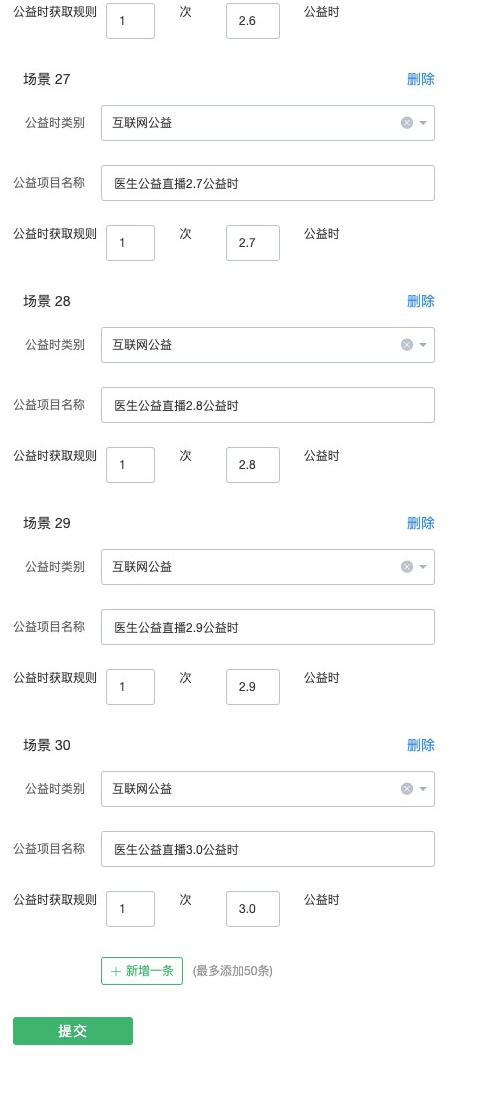 公益时获取规则 1 次 2.6 公益时
场景 27 删除
公益时类别 互联网公益
公益项目名称 医生公益直播2.7公益时
公益时获取规则 1 次 2.7 公益时
场景 28 删除
公益时类别 互联网公益
公益项目名称 医生公益直播2.8公益时
公益时获取规则 1 次 2.8 公益时
场景 29 删除
公益时类别 互联网公益
公益项目名称 医生公益直播2.9公益时
公益时获取规则 1 次 2.9 公益时
场景 30 删除
公益时类别 互联网公益
公益项目名称 医生公益直播3.0公益时
公益时获取规则 1 次 3.0 公益时
+ 新增一条 (最多添加50条)
提交